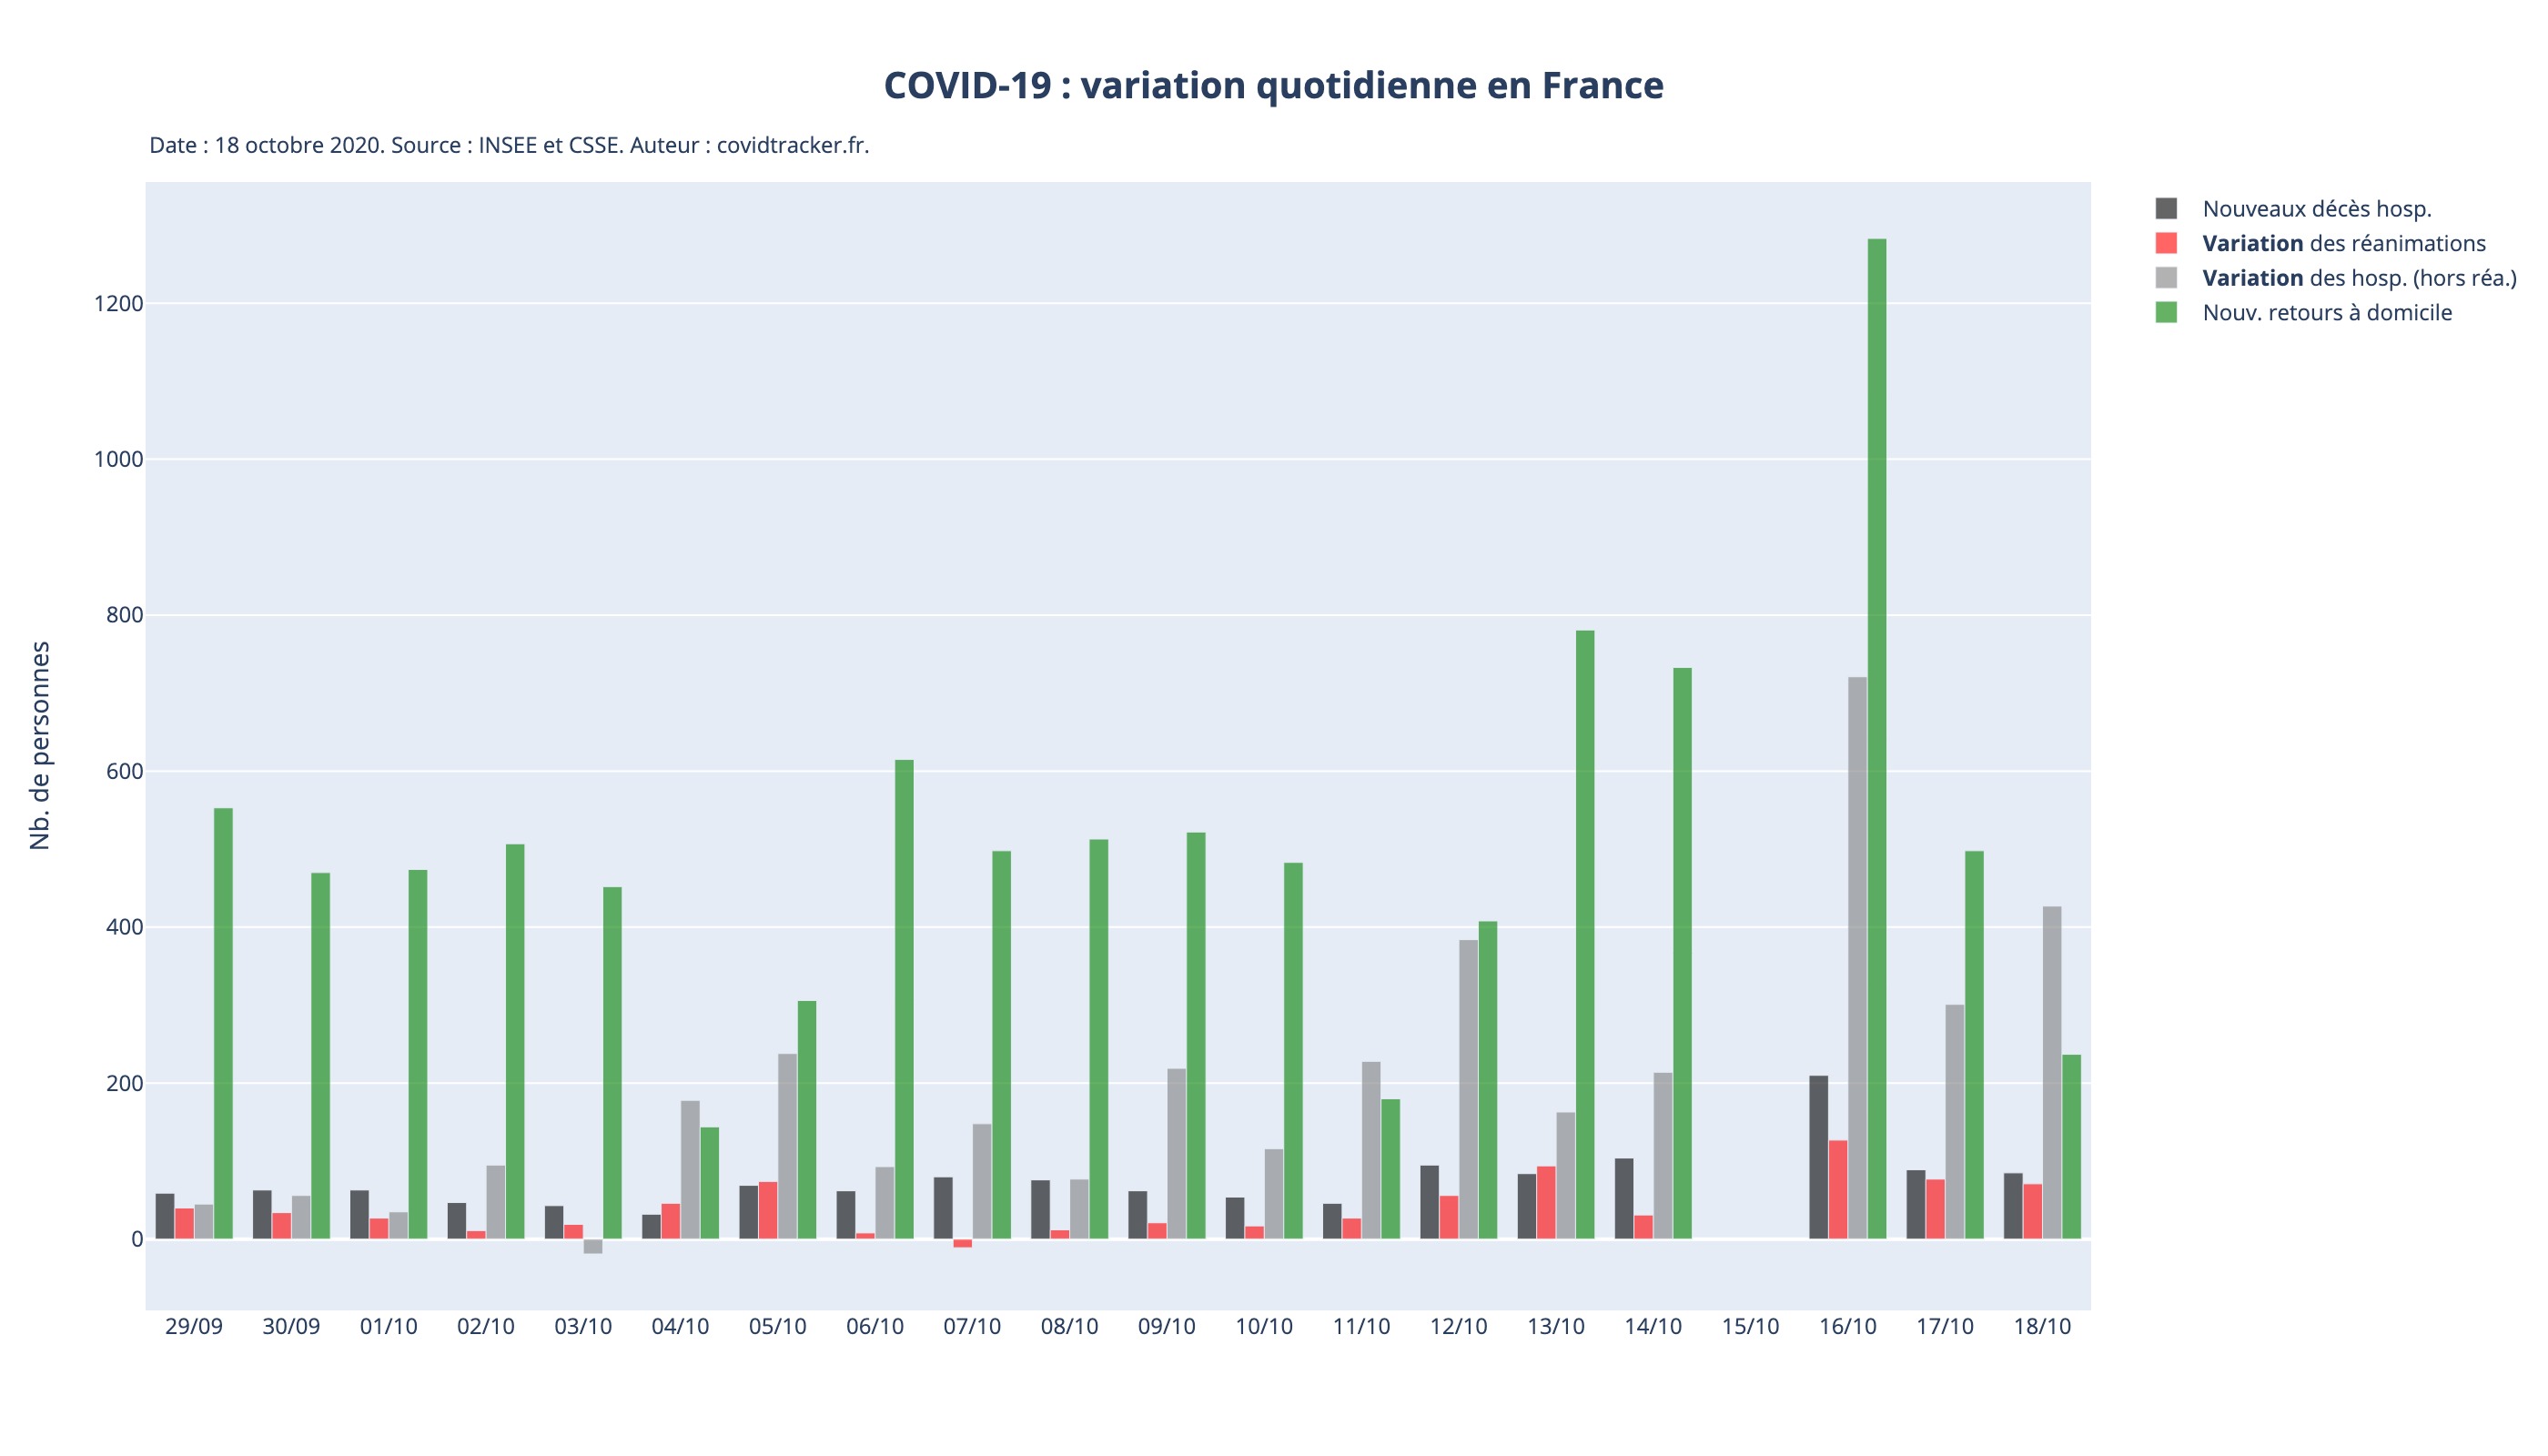 COVID-19 : variation quotidienne en France
Date : 18 octobre 2020. Source : INSEE et CSSE. Auteur : covidtracker.fr.
Nouveaux décès hosp.
Variation des réanimations
Variation des hosp. (hors réa.)
Nouv. retours à domicile
Nb. de personnes
1200
1000
800
600
400
200
0
29/09 30/09 01/10 02/10 03/10 04/10 05/10 06/10 07/10 08/10 09/10 10/10 11/10 12/10 13/10 14/10 15/10 16/10 17/10 18/10